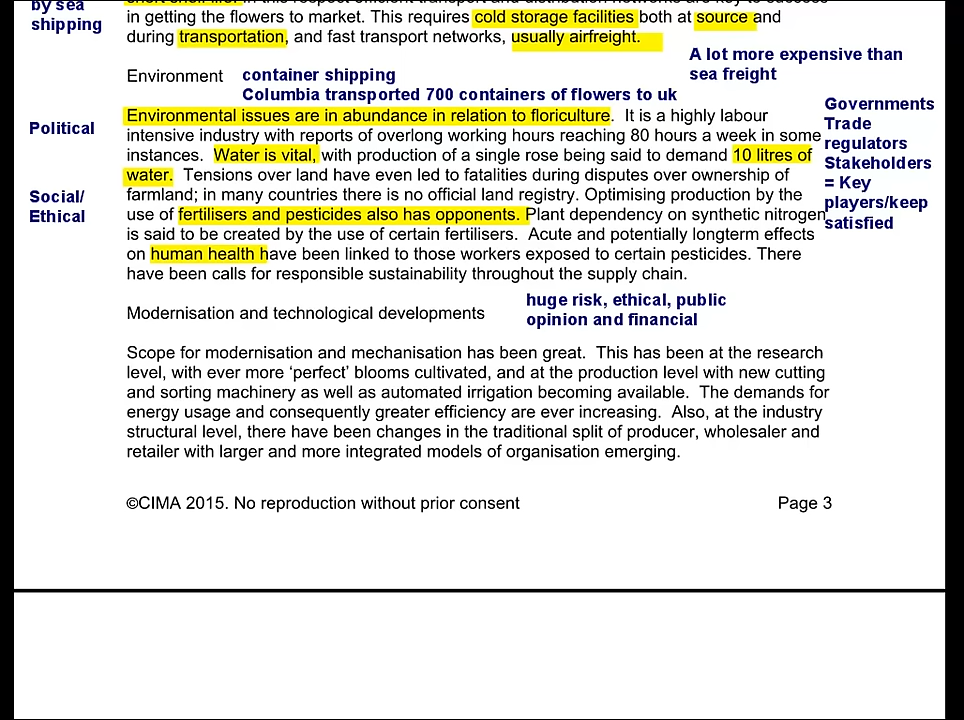 by sea
shipping
in getting the flowers to market. This requires cold storage facilities both at source and
during transportation, and fast transport networks, usually airfreight.
A lot more expensive than
sea freight
Environment
container shipping
Columbia transported 700 containers of flowers to uk
Political
Social/
Ethical
Environmental issues are in abundance in relation to floriculture. It is a highly labour
intensive industry with reports of overlong working hours reaching 80 hours a week in some
instances. Water is vital, with production of a single rose being said to demand 10 litres of
water. Tensions over land have even led to fatalities during disputes over ownership of
farmland; in many countries there is no official land registry. Optimising production by the
use of fertilisers and pesticides also has opponents. Plant dependency on synthetic nitrogen
is said to be created by the use of certain fertilisers. Acute and potentially longterm effects
on human health have been linked to those workers exposed to certain pesticides. There
have been calls for responsible sustainability throughout the supply chain.
Governments
Trade
regulators
Stakeholders
= Key
players/keep
satisfied
Modernisation and technological developments
huge risk, ethical, public
opinion and financial
Scope for modernisation and mechanisation has been great. This has been at the research
level, with ever more ‘perfect’ blooms cultivated, and at the production level with new cutting
and sorting machinery as well as automated irrigation becoming available. The demands for
energy usage and consequently greater efficiency are ever increasing. Also, at the industry
structural level, there have been changes in the traditional split of producer, wholesaler and
retailer with larger and more integrated models of organisation emerging.
©CIMA 2015. No reproduction without prior consent
Page 3